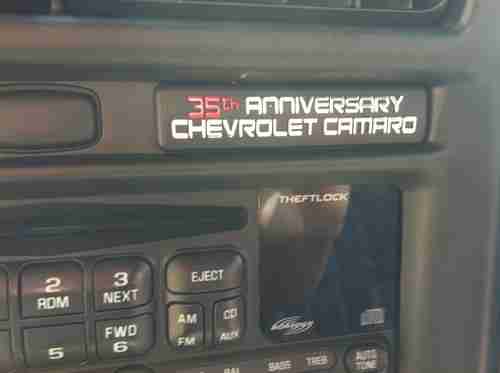 35th ANNIVERSARY
CHEVROLET CAMARO
THEFTLOCK
2 3 EJECT
RDM NEXT
AM CD
FM AUX
FWD
5 6
BAL BASS TREB AUTO
TONE